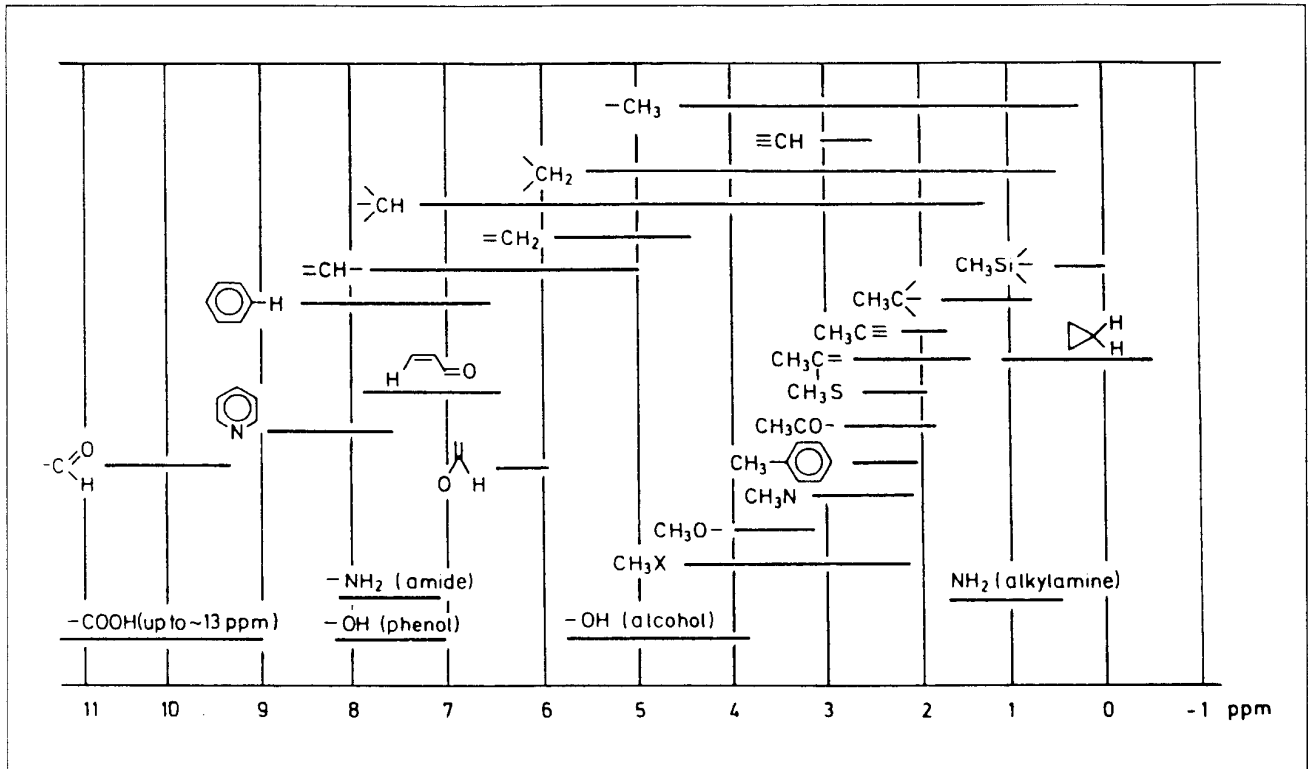 -CH₃
≡CH
CH₂
CH
=CH₂
=CH-
CH₃Si
H
CH₃C
CH₃C≡
H
H
CH₃C=
H
O
CH₃S
N
CH₃CO-
-C
O
H
O
H
CH₃-
CH₃N
CH₃O-
CH₃X
-NH₂ (amide)
NH₂ (alkylamine)
-COOH(up to ~13 ppm)
-OH (phenol)
-OH (alcohol)
11 10 9 8 7 6 5 4 3 2 1 0 -1 ppm